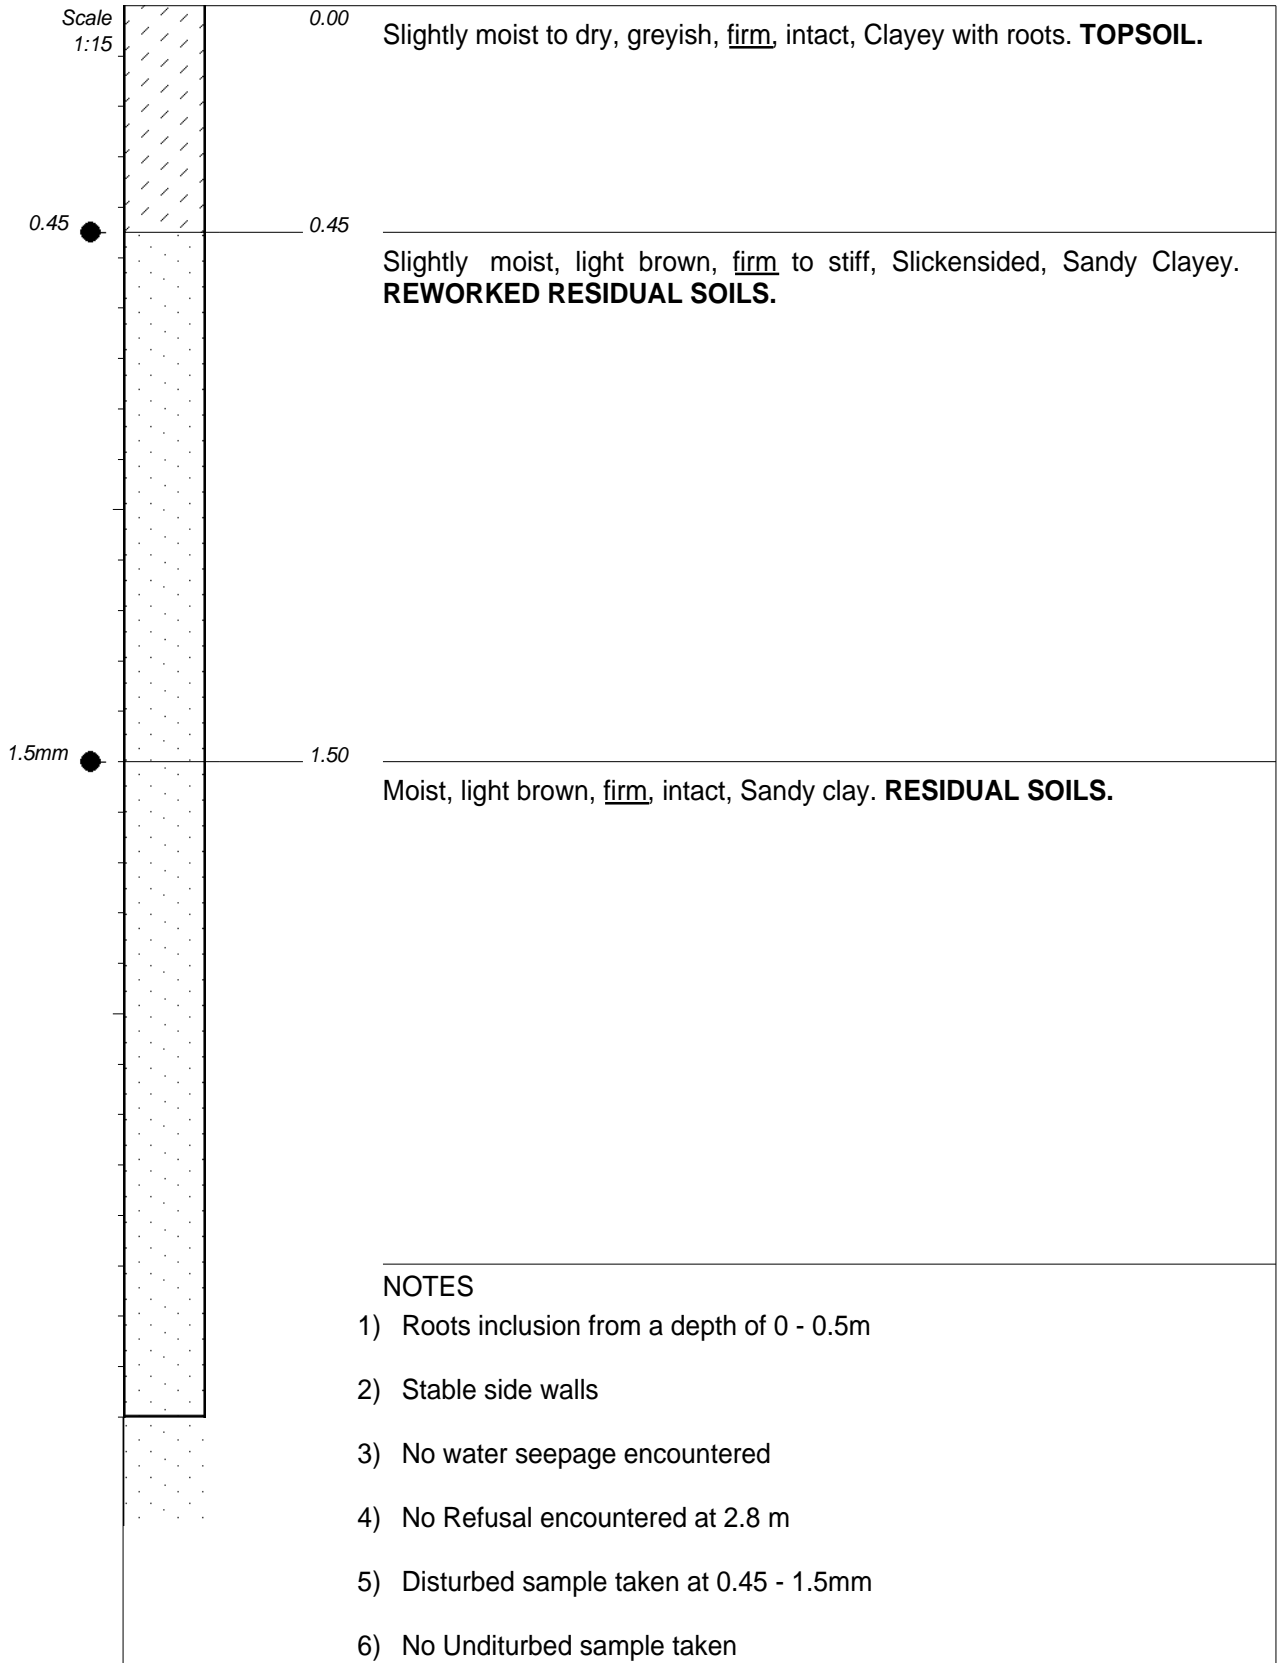 Scale
1:15
0.00
Slightly moist to dry, greyish, firm, intact, Clayey with roots. TOPSOIL.
0.45
0.45
Slightly moist, light brown, firm to stiff, Slickensided, Sandy Clayey.
REWORKED RESIDUAL SOILS.
1.5mm
1.50
Moist, light brown, firm, intact, Sandy clay. RESIDUAL SOILS.
NOTES
1) Roots inclusion from a depth of 0 - 0.5m
2) Stable side walls
3) No water seepage encountered
4) No Refusal encountered at 2.8 m
5) Disturbed sample taken at 0.45 - 1.5mm
6) No Unditurbed sample taken